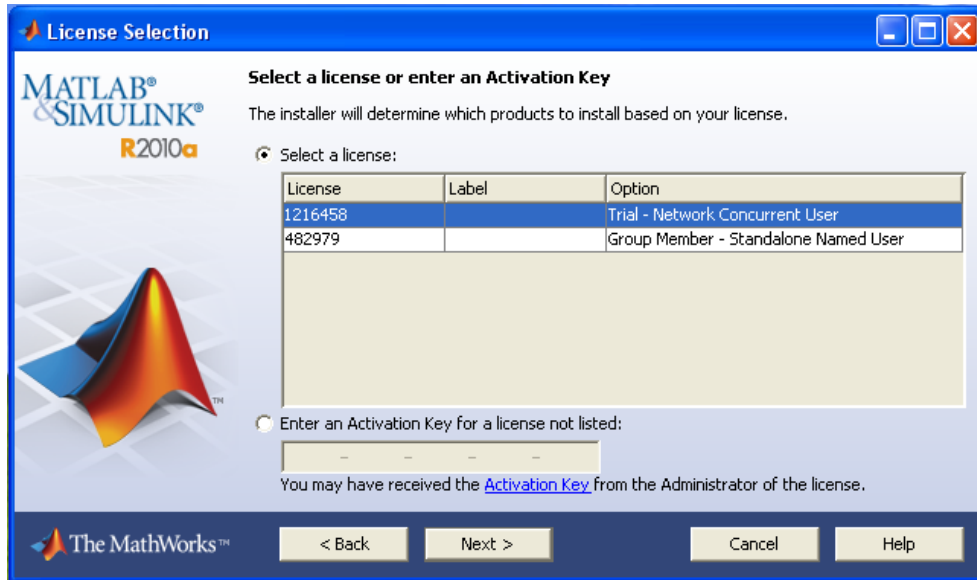 License Selection
MATLAB®
&SIMULINK®
R2010a
Select a license or enter an Activation Key
The installer will determine which products to install based on your license.
Select a license:
License Label Option
1216458 Trial - Network Concurrent User
482979 Group Member - Standalone Named User
TM
Enter an Activation Key for a license not listed:
- - - -
You may have received the Activation Key from the Administrator of the license.
The MathWorks™
< Back Next > Cancel Help